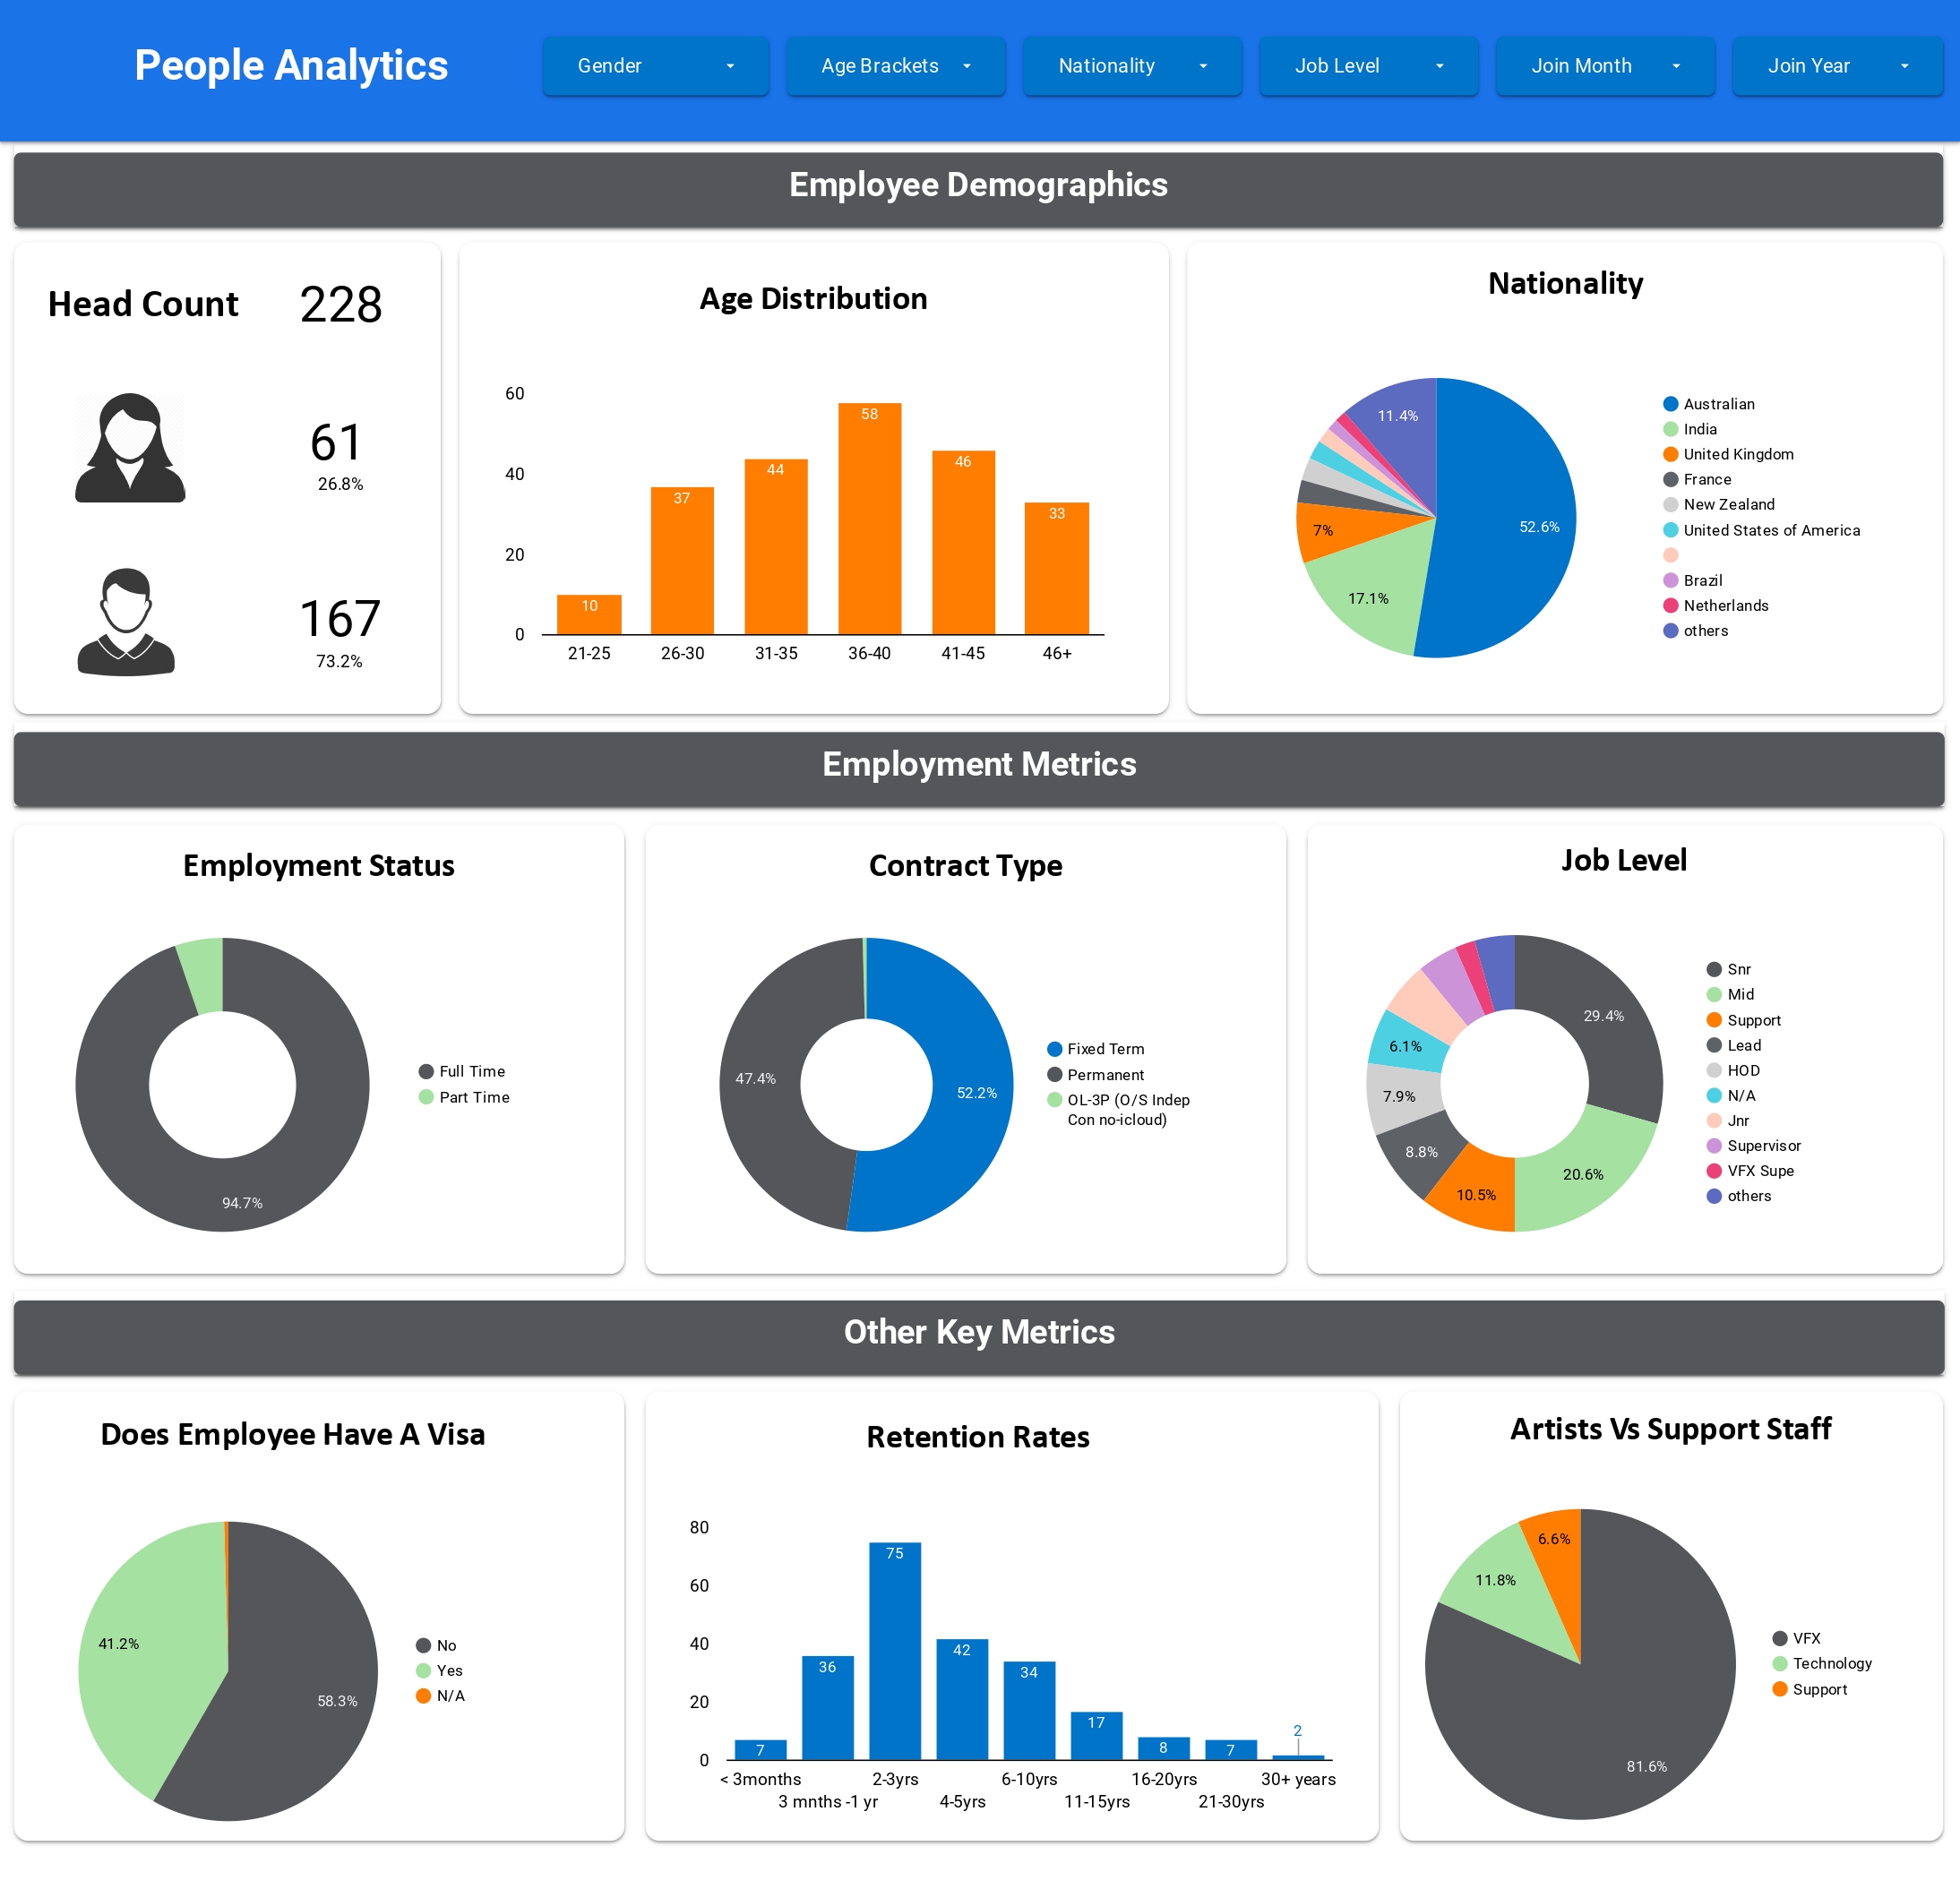 People Analytics
Gender
Age Brackets
Nationality
Job Level
Join Month
Join Year
Employee Demographics
Head Count
228
61
26.8%
167
73.2%
Age Distribution
60
40
20
0
10
37
44
58
46
33
21-25
26-30
31-35
36-40
41-45
46+
Nationality
11.4%
52.6%
7%
17.1%
Australian
India
United Kingdom
France
New Zealand
United States of America
Brazil
Netherlands
others
Employment Metrics
Employment Status
94.7%
Full Time
Part Time
Contract Type
47.4%
52.2%
Fixed Term
Permanent
OL-3P (O/S Indep
Con no-icloud)
Job Level
29.4%
6.1%
7.9%
8.8%
10.5%
20.6%
Snr
Mid
Support
Lead
HOD
N/A
Jnr
Supervisor
VFX Supe
others
Other Key Metrics
Does Employee Have A Visa
41.2%
58.3%
No
Yes
N/A
Retention Rates
80
60
40
20
0
7
36
75
42
34
17
8
7
2
< 3months
3 mnths -1 yr
2-3yrs
4-5yrs
6-10yrs
11-15yrs
16-20yrs
21-30yrs
30+ years
Artists Vs Support Staff
6.6%
11.8%
81.6%
VFX
Technology
Support